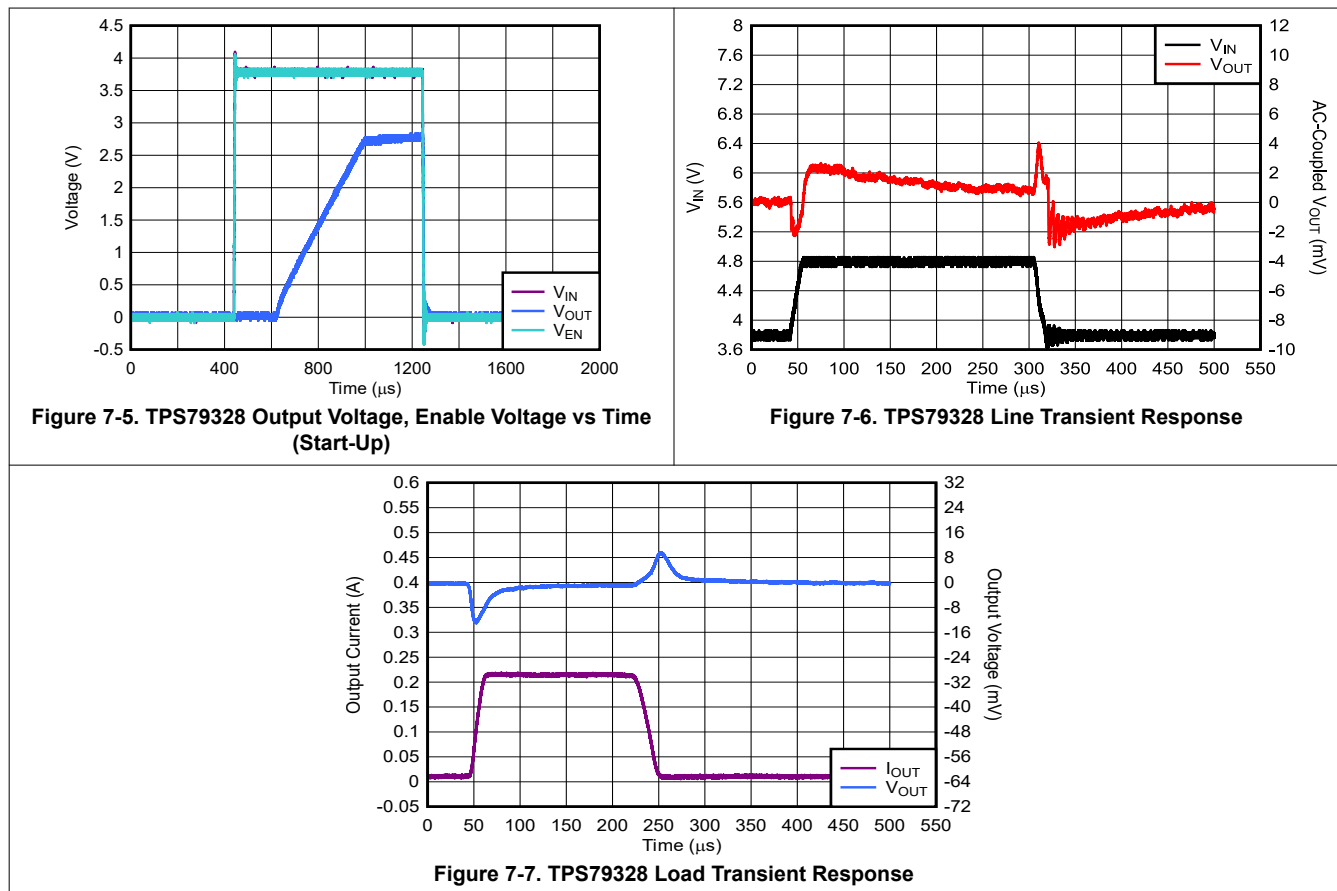 4.5
4
3.5
3
2.5
2
1.5
1
0.5
0
-0.5
Voltage (V)
VIN
VOUT
VEN
0 400 800 1200 1600 2000
Time (μs)
Figure 7-5. TPS79328 Output Voltage, Enable Voltage vs Time
(Start-Up)
8
7.6
7.2
6.8
6.4
6
5.6
5.2
4.8
4.4
4
3.6
VIN (V)
VIN
VOUT
12
10
8
6
4
2
0
-2
-4
-6
-8
-10
AC-Coupled VOUT (mV)
0 50 100 150 200 250 300 350 400 450 500 550
Time (μs)
Figure 7-6. TPS79328 Line Transient Response
0.6
0.55
0.5
0.45
0.4
0.35
0.3
0.25
0.2
0.15
0.1
0.05
0
-0.05
Output Current (A)
32
24
16
8
0
-8
-16
-24
-32
-40
-48
-56
-64
-72
Output Voltage (mV)
IOUT
VOUT
0 50 100 150 200 250 300 350 400 450 500 550
Time (μs)
Figure 7-7. TPS79328 Load Transient Response